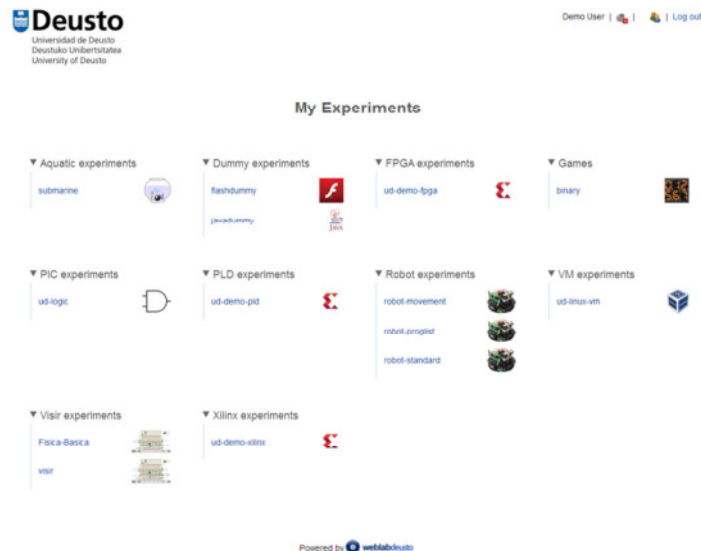 Deusto
Universidad de Deusto
Deustuko Unibertsitatea
University of Deusto
Demo User | | | Log out
My Experiments
▼ Aquatic experiments
submarine
▼ Dummy experiments
flashdummy
javadummy
Java
▼ FPGA experiments
ud-demo-fpga
▼ Games
binary
▼ PIC experiments
ud-logic
▼ PLD experiments
ud-demo-pld
▼ Robot experiments
robot-movement
robot-proglist
robot-standard
▼ VM experiments
ud-linux-vm
▼ Visir experiments
Fisica-Basica
visir
▼ Xilinx experiments
ud-demo-xilinx
Powered by weblabdeusto